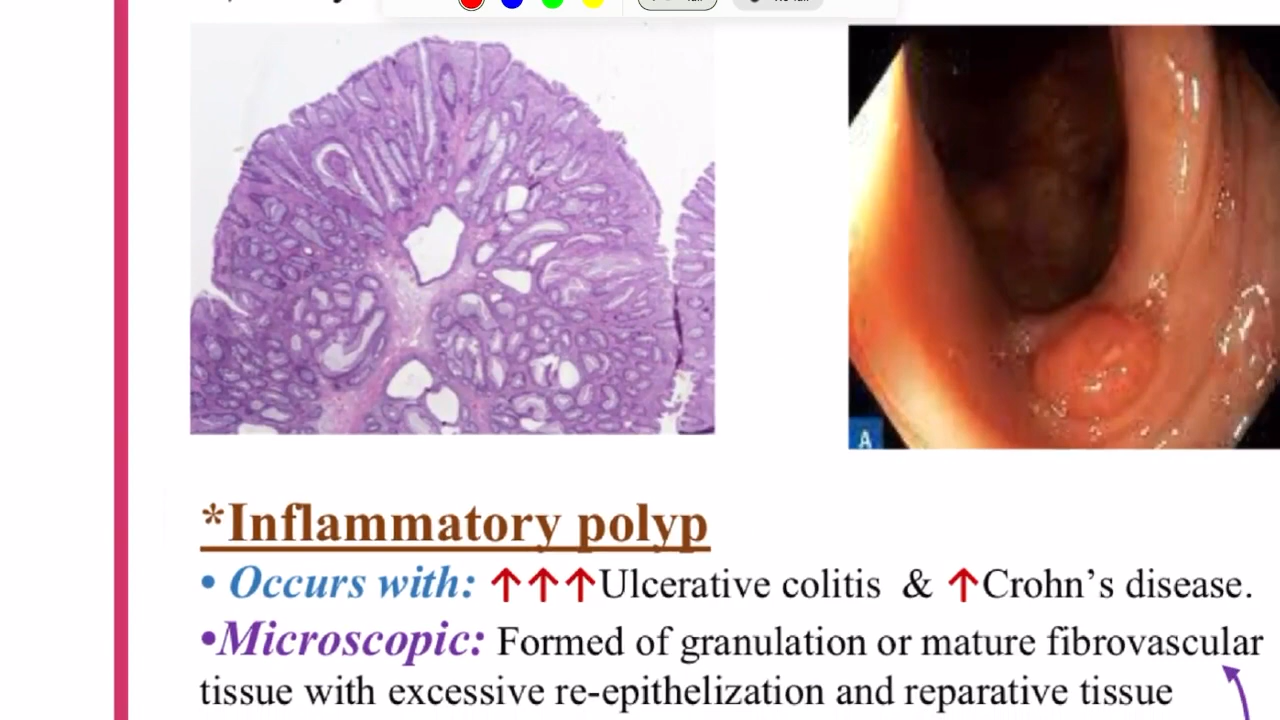 A
*Inflammatory polyp
• Occurs with: ↑↑↑Ulcerative colitis & ↑Crohn’s disease.
•Microscopic: Formed of granulation or mature fibrovascular
tissue with excessive re-epithelization and reparative tissue